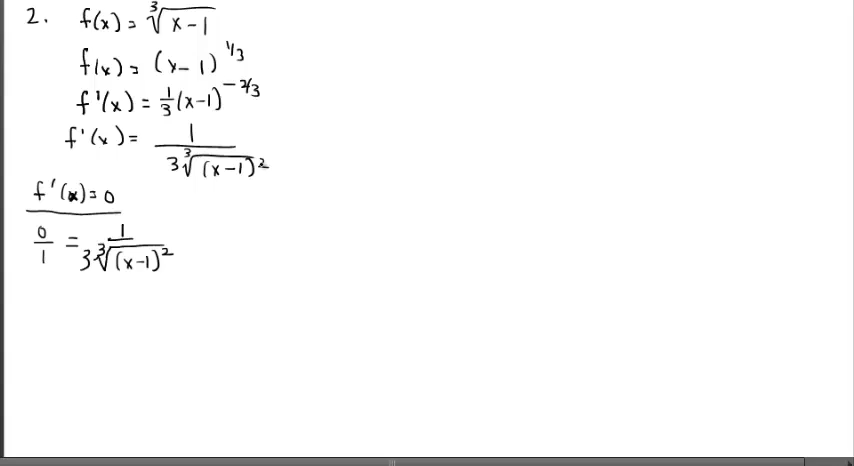 2. f(x) = ∛(x-1)
f(x) = (x-1)^1/3
f'(x) = 1/3 (x-1)^-2/3
f'(x) = 1/(3∛(x-1)²)
f'(x) = 0
0/1 = 1/(3∛(x-1)²)